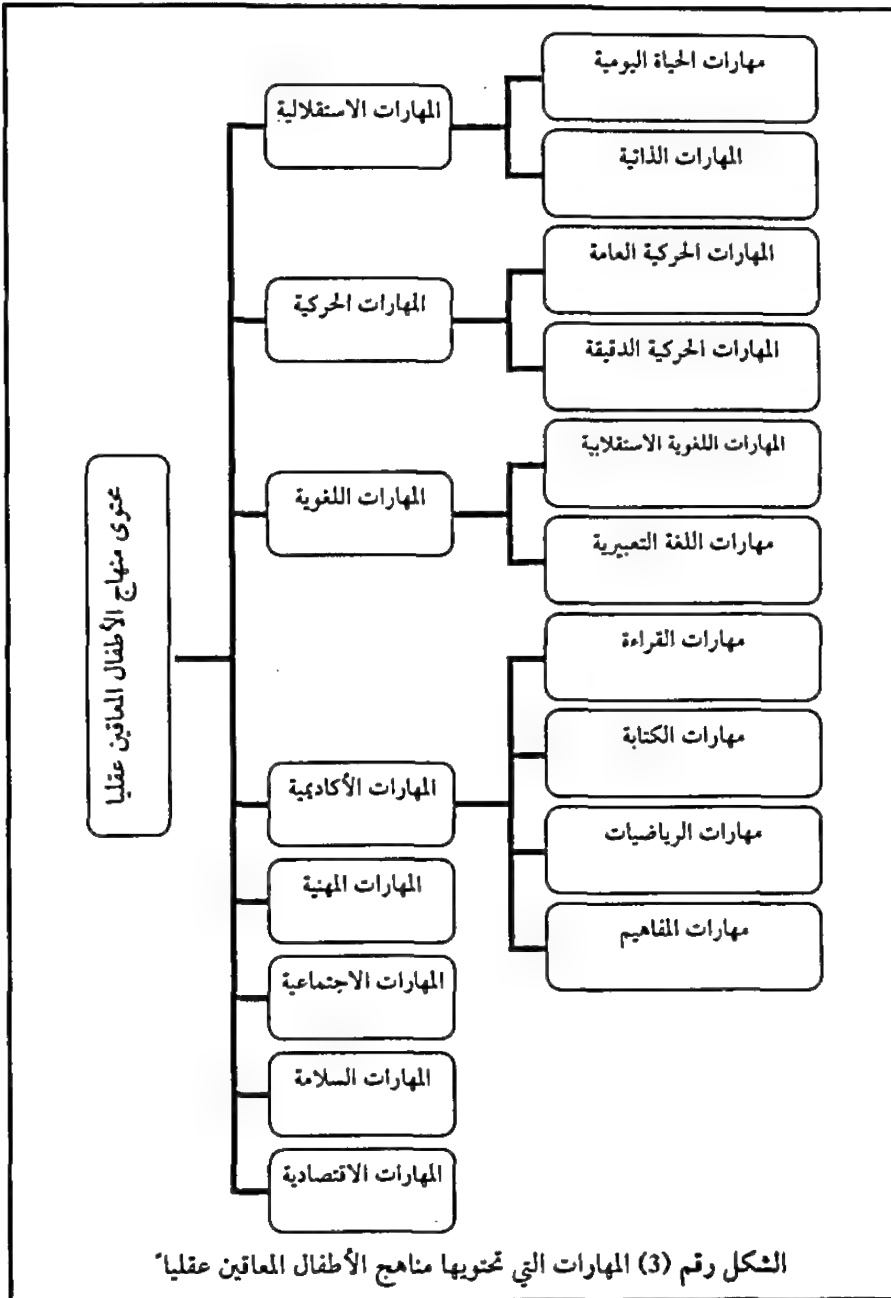 محتوى منهاج الأطفال المعاقين عقليا
المهارات الاستقلالية
مهارات الحياة اليومية
المهارات الذاتية
المهارات الحركية
المهارات الحركية العامة
المهارات الحركية الدقيقة
المهارات اللغوية
المهارات اللغوية الاستقلابية
مهارات اللغة التعبيرية
المهارات الأكاديمية
مهارات القراءة
مهارات الكتابة
مهارات الرياضيات
مهارات المفاهيم
المهارات المهنية
المهارات الاجتماعية
المهارات السلامة
المهارات الاقتصادية
الشكل رقم (3) المهارات التي تحتويها مناهج الأطفال المعاقين عقلياً